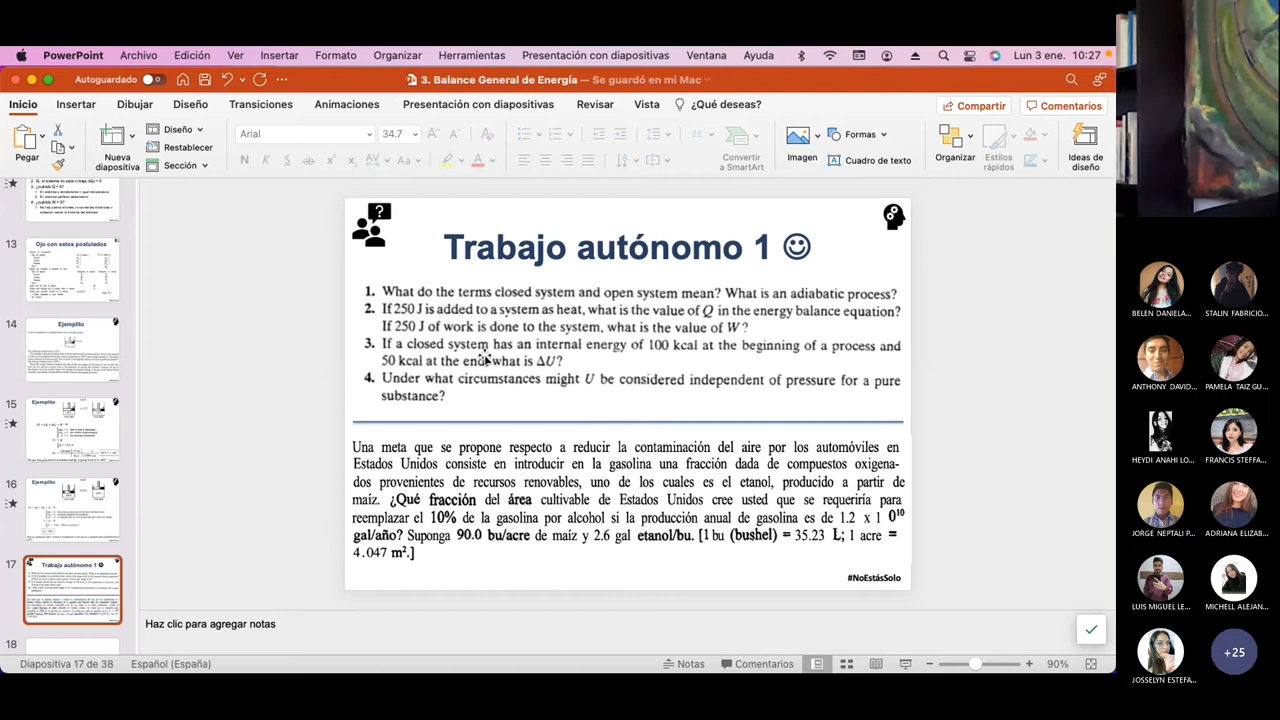 PowerPoint Archivo Edición Ver Insertar Formato Organizar Herramientas Presentación con diapositivas Ventana Ayuda Lun 3 ene. 10:27
Autoguardado 3. Balance General de Energía — Se guardó en mi Mac
Inicio Insertar Dibujar Diseño Transiciones Animaciones Presentación con diapositivas Revisar Vista ¿Qué deseas? Compartir Comentarios
Pegar
Nueva
diapositiva
Diseño
Restablecer
Sección
Arial 34.7
Convertir
a SmartArt
Imagen
Formas
Cuadro de texto
Organizar
Estilos
rápidos
Ideas de
diseño
13
Ojo con estos postulados
14
Ejemplito
15
Ejemplito
16
Ejemplito
17
Trabajo autónomo 1
18
Trabajo autónomo 1 ☺
1. What do the terms closed system and open system mean? What is an adiabatic process?
2. If 250 J is added to a system as heat, what is the value of Q in the energy balance equation?
If 250 J of work is done to the system, what is the value of W?
3. If a closed system has an internal energy of 100 kcal at the beginning of a process and
50 kcal at the end, what is ΔU?
4. Under what circumstances might U be considered independent of pressure for a pure
substance?
Una meta que se propone respecto a reducir la contaminación del aire por los automóviles en
Estados Unidos consiste en introducir en la gasolina una fracción dada de compuestos oxigena-
dos provenientes de recursos renovables, uno de los cuales es el etanol, producido a partir de
maíz. ¿Qué fracción del área cultivable de Estados Unidos cree usted que se requeriría para
reemplazar el 10% de la gasolina por alcohol si la producción anual de gasolina es de 1.2 x 1 0¹⁰
gal/año? Suponga 90.0 bu/acre de maíz y 2.6 gal etanol/bu. [1 bu (bushel) = 35.23 L; 1 acre =
4.047 m².]
#NoEstásSolo
Haz clic para agregar notas
Diapositiva 17 de 38 Español (España) Notas Comentarios 90%
BELEN DANIELA...
STALIN FABRICIO...
ANTHONY DAVID...
PAMELA TAIZ GU...
HEYDI ANAHI LO...
FRANCIS STEFFA...
JORGE NEPTALI P...
ADRIANA ELIZAB...
LUIS MIGUEL LE...
MICHELL ALEJAN...
JOSSELYN ESTEFA...
+25